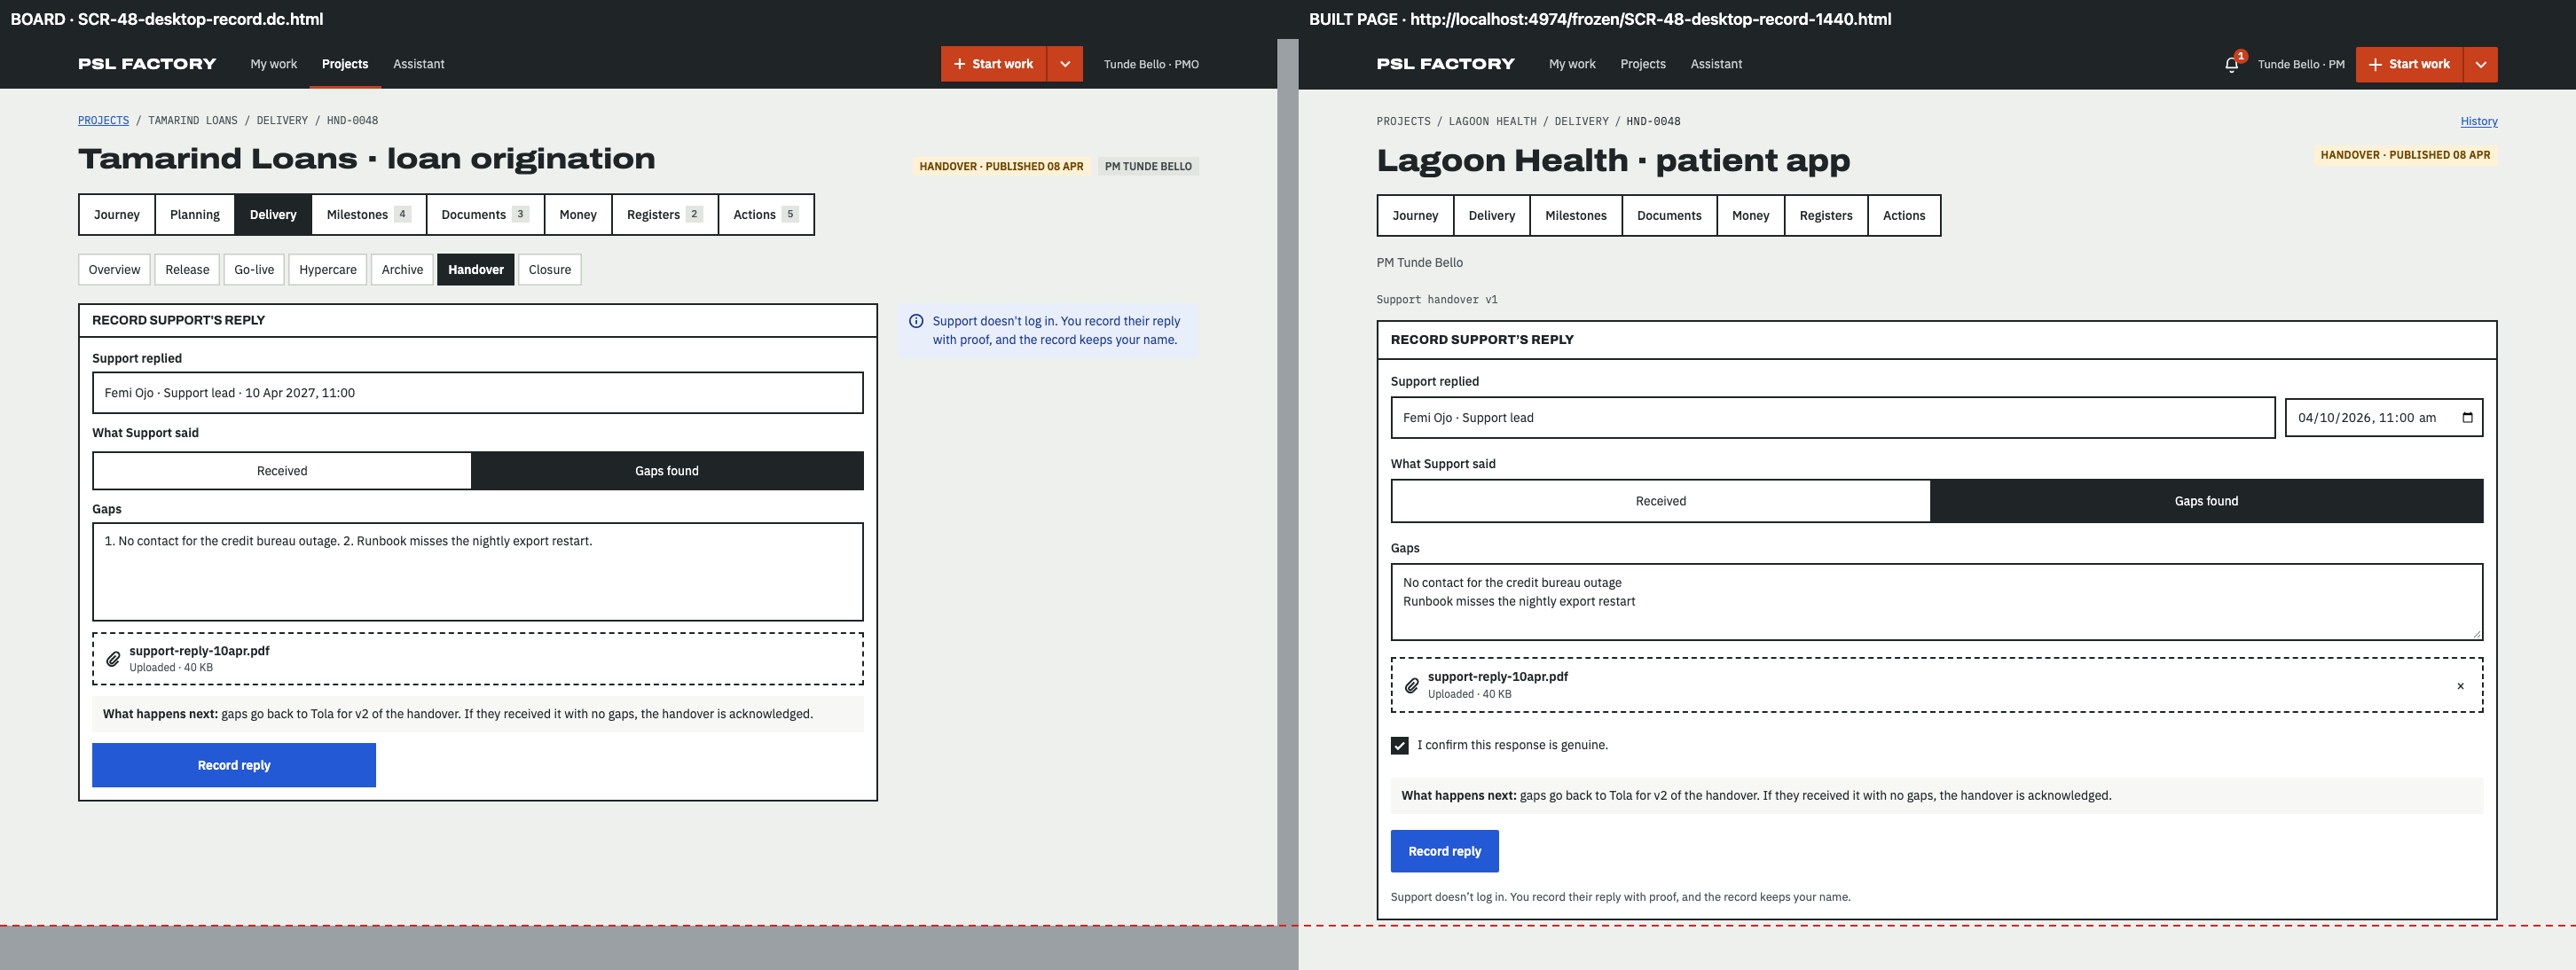 BOARD · SCR-48-desktop-record.dc.html
PSL FACTORY
My work
Projects
Assistant
+ Start work
Tunde Bello · PMO
PROJECTS / TAMARIND LOANS / DELIVERY / HND-0048
Tamarind Loans · loan origination
HANDOVER · PUBLISHED 08 APR
PM TUNDE BELLO
Journey
Planning
Delivery
Milestones 4
Documents 3
Money
Registers 2
Actions 5
Overview
Release
Go-live
Hypercare
Archive
Handover
Closure
RECORD SUPPORT'S REPLY
Support replied
Femi Ojo · Support lead · 10 Apr 2027, 11:00
What Support said
Received
Gaps found
Gaps
1. No contact for the credit bureau outage. 2. Runbook misses the nightly export restart.
support-reply-10apr.pdf
Uploaded · 40 KB
What happens next: gaps go back to Tola for v2 of the handover. If they received it with no gaps, the handover is acknowledged.
Record reply
Support doesn't log in. You record their reply
with proof, and the record keeps your name.
BUILT PAGE · http://localhost:4974/frozen/SCR-48-desktop-record-1440.html
PSL FACTORY
My work
Projects
Assistant
1
Tunde Bello · PM
+ Start work
PROJECTS / LAGOON HEALTH / DELIVERY / HND-0048
History
Lagoon Health · patient app
HANDOVER · PUBLISHED 08 APR
Journey
Delivery
Milestones
Documents
Money
Registers
Actions
PM Tunde Bello
Support handover v1
RECORD SUPPORT’S REPLY
Support replied
Femi Ojo · Support lead
04/10/2026, 11:00 am
What Support said
Received
Gaps found
Gaps
No contact for the credit bureau outage
Runbook misses the nightly export restart
support-reply-10apr.pdf
Uploaded · 40 KB
×
I confirm this response is genuine.
What happens next: gaps go back to Tola for v2 of the handover. If they received it with no gaps, the handover is acknowledged.
Record reply
Support doesn’t log in. You record their reply with proof, and the record keeps your name.